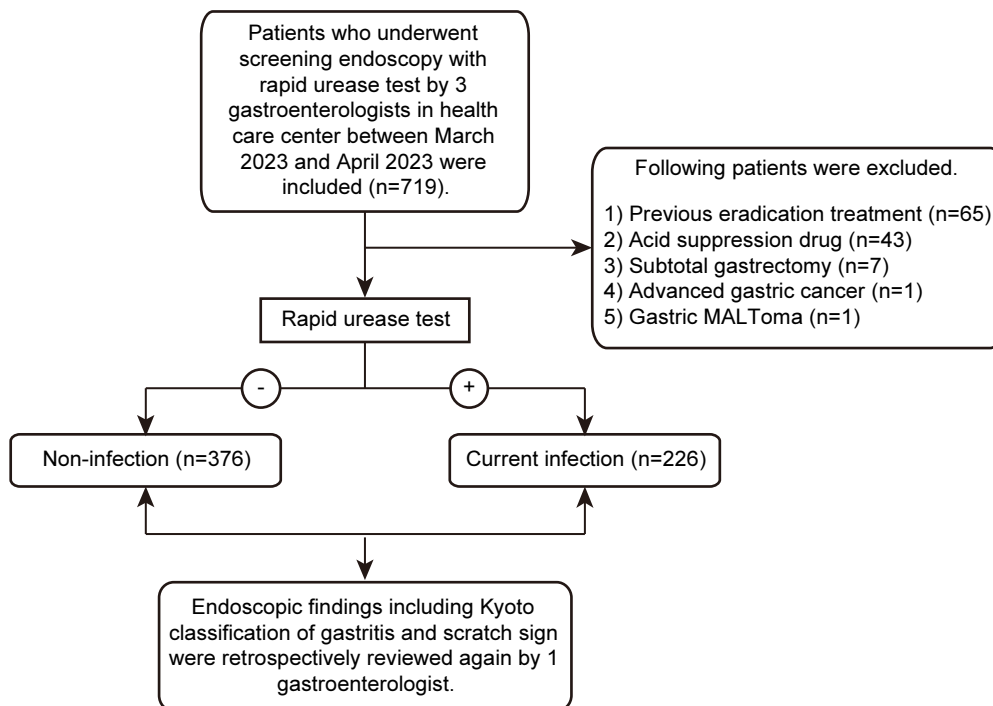 Patients who underwent
screening endoscopy with
rapid urease test by 3
gastroenterologists in health
care center between March
2023 and April 2023 were
included (n=719).
Following patients were excluded.
1) Previous eradication treatment (n=65)
2) Acid suppression drug (n=43)
3) Subtotal gastrectomy (n=7)
4) Advanced gastric cancer (n=1)
5) Gastric MALToma (n=1)
Rapid urease test
-
+
Non-infection (n=376)
Current infection (n=226)
Endoscopic findings including Kyoto
classification of gastritis and scratch sign
were retrospectively reviewed again by 1
gastroenterologist.